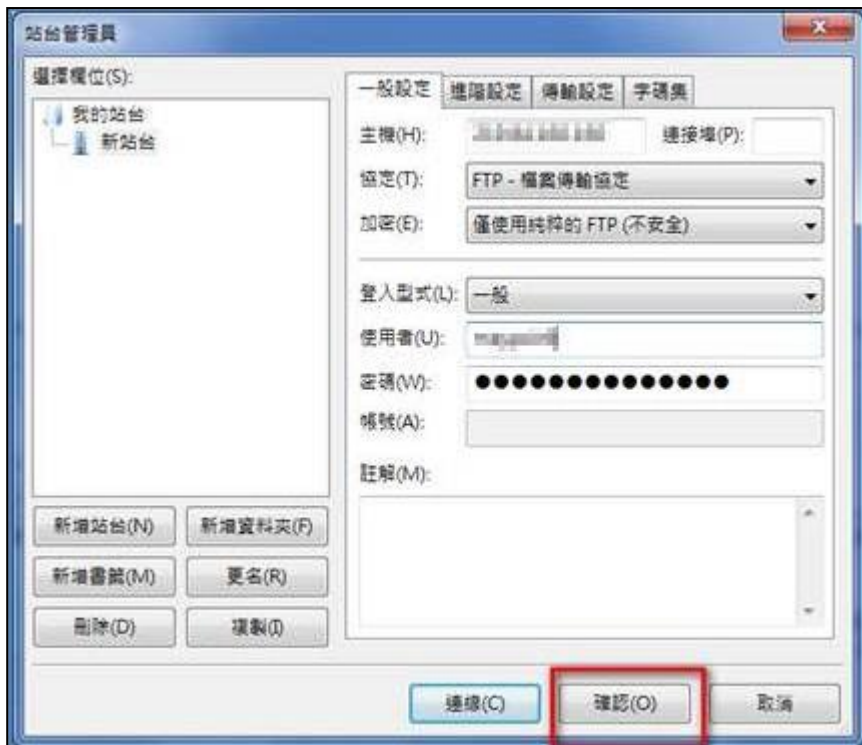 站台管理員
選擇欄位(S):
我的站台
新站台
新增站台(N)
新增資料夾(F)
新增書籤(M)
更名(R)
刪除(D)
複製(I)
一般設定 進階設定 傳輸設定 字碼集
主機(H): 連接埠(P):
協定(T): FTP - 檔案傳輸協定
加密(E): 僅使用純粹的 FTP (不安全)
登入型式(L): 一般
使用者(U):
密碼(W): ●●●●●●●●●●●●●●
帳號(A):
註解(M):
連線(C) 確認(O) 取消